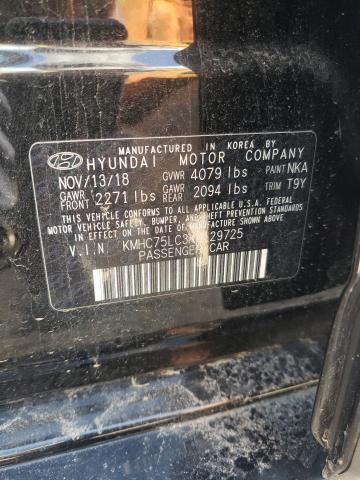 MANUFACTURED IN KOREA BY
HYUNDAI MOTOR COMPANY
NOV/13/18 GVWR 4079 lbs PAINT NKA
GAWR FRONT 2271 lbs GAWR REAR 2094 lbs TRIM T9Y
THIS VEHICLE CONFORMS TO ALL APPLICABLE U.S.A. FEDERAL
MOTOR VEHICLE SAFETY, BUMPER, AND THEFT PREVENTION
STANDARDS IN EFFECT ON THE DATE OF MANUFACTURE SHOWN ABOVE.
V.I.N. 29725
PASSENGER CAR